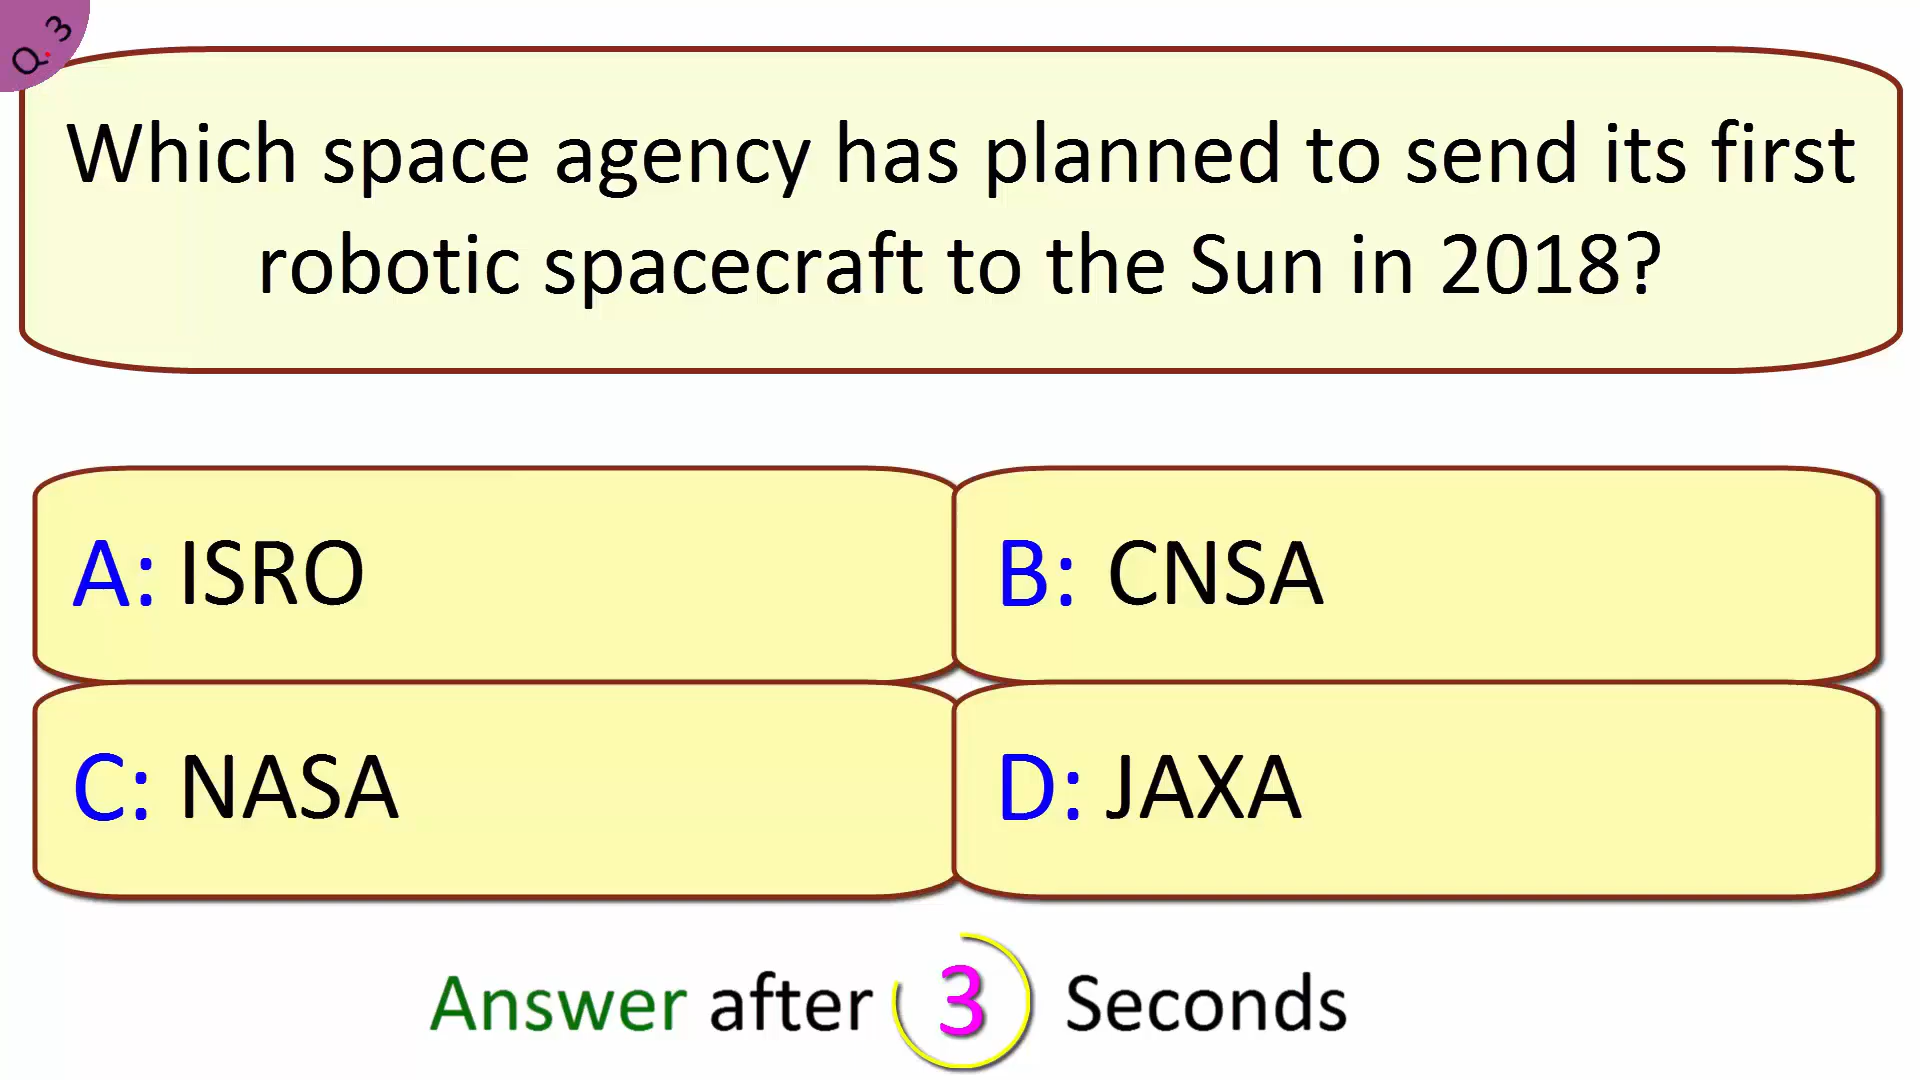 Q. 3
Which space agency has planned to send its first
robotic spacecraft to the Sun in 2018?
A: ISRO
B: CNSA
C: NASA
D: JAXA
Answer after 3 Seconds